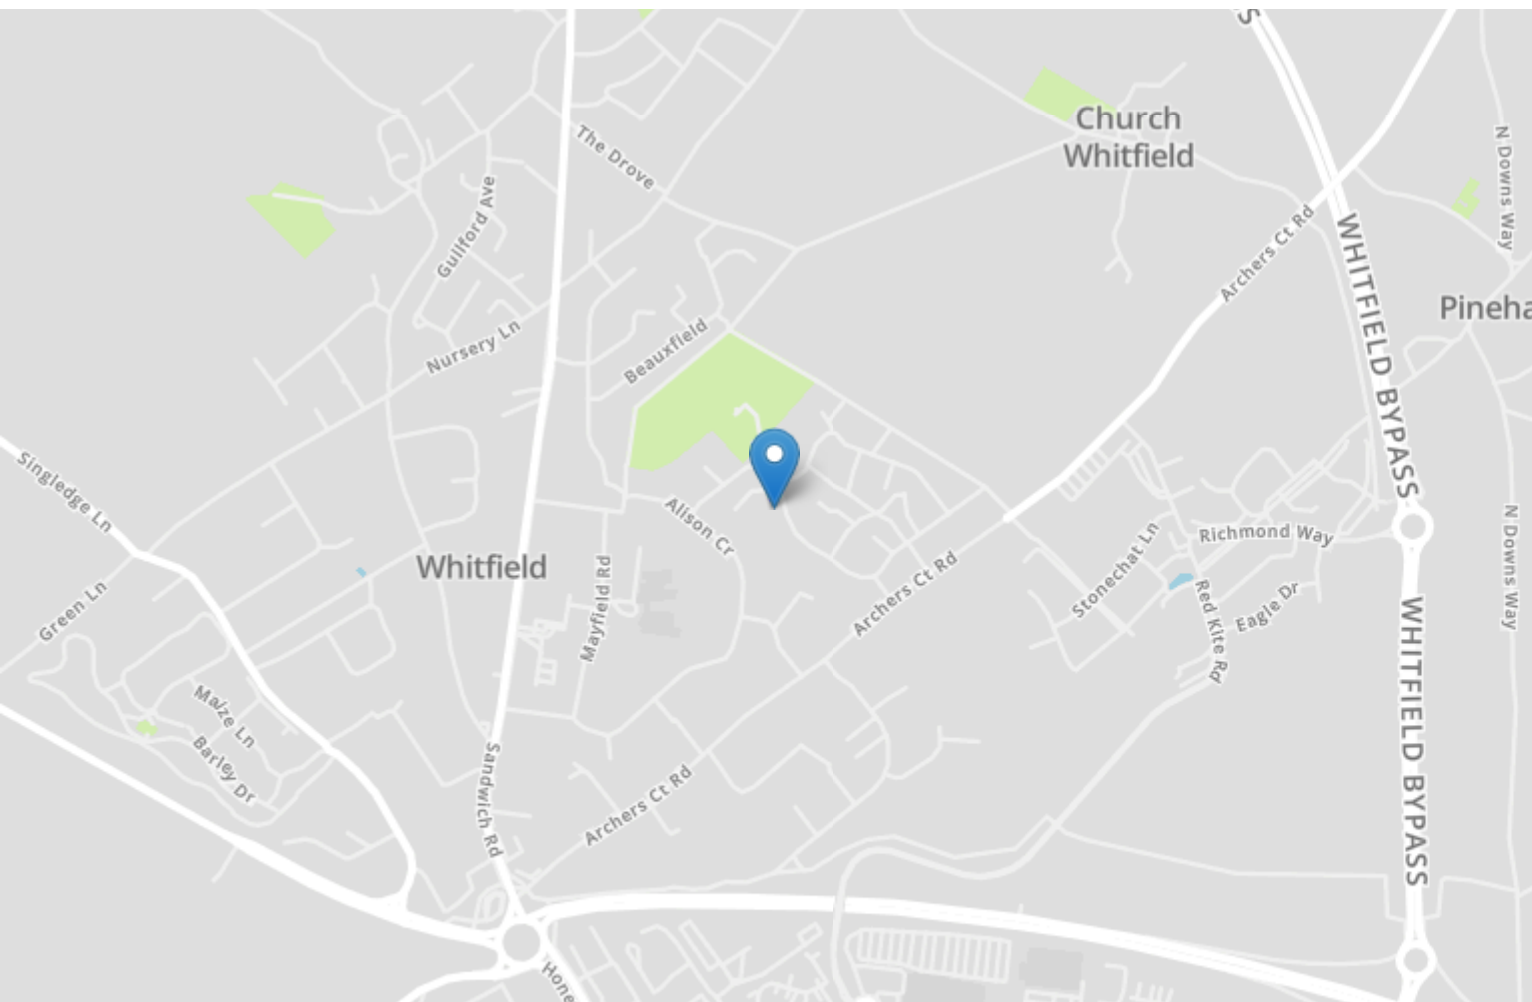 S
Church
Whitfield
The Drove
N Downs Way
Guilford Ave
Archers Ct Rd
WHITFIELD BYPASS
Pineha
Nursery Ln
Beauxfield
Singledge Ln
Alison Cr
Richmond Way
N Downs Way
Whitfield
Stonechat Ln
Archers Ct Rd
Mayfield Rd
Green Ln
Red Kite Rd
Eagle Dr
WHITFIELD BYPASS
Maize Ln
Barley Dr
Sandwich Rd
Archers Ct Rd
Hone